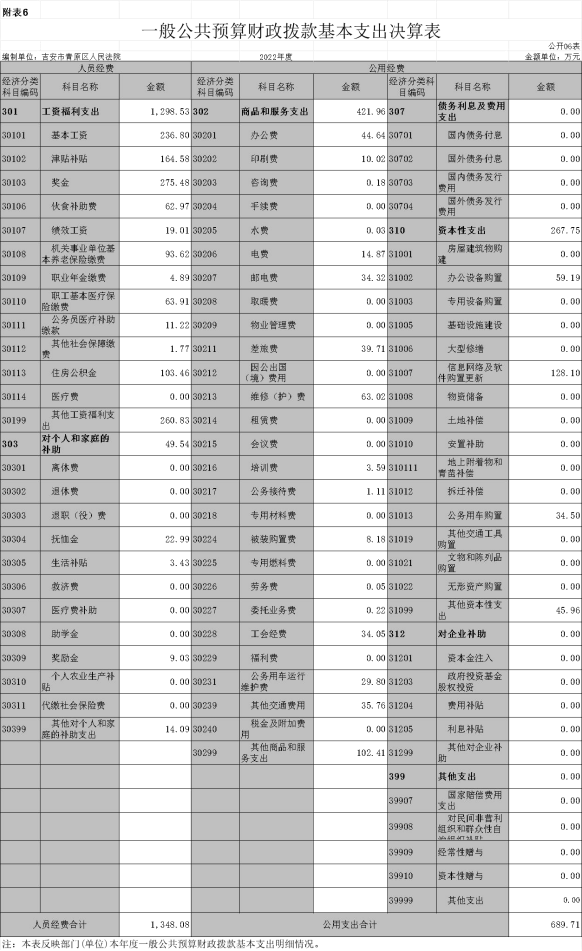 附表6
一般公共预算财政拨款基本支出决算表
公开06表
编制单位：吉安市青原区人民法院 2022年度 金额单位：万元
人员经费 公用经费
经济分类科目编码 科目名称 金额 经济分类科目编码 科目名称 金额 经济分类科目编码 科目名称 金额
301 工资福利支出 1,298.53 302 商品和服务支出 421.96 307 债务利息及费用支出 0.00
30101 基本工资 236.80 30201 办公费 44.64 30701 国内债务付息 0.00
30102 津贴补贴 164.58 30202 印刷费 10.02 30702 国外债务付息 0.00
30103 奖金 275.48 30203 咨询费 0.18 30703 国内债务发行费用 0.00
30106 伙食补助费 62.97 30204 手续费 0.00 30704 国外债务发行费用 0.00
30107 绩效工资 19.01 30205 水费 0.03 310 资本性支出 267.75
30108 机关事业单位基本养老保险缴费 93.62 30206 电费 14.87 31001 房屋建筑物购建 0.00
30109 职业年金缴费 4.89 30207 邮电费 34.32 31002 办公设备购置 59.19
30110 职工基本医疗保险缴费 63.91 30208 取暖费 0.00 31003 专用设备购置 0.00
30111 公务员医疗补助缴款 11.22 30209 物业管理费 0.00 31005 基础设施建设 0.00
30112 其他社会保障缴费 1.77 30211 差旅费 39.71 31006 大型修缮 0.00
30113 住房公积金 103.46 30212 因公出国（境）费用 0.00 31007 信息网络及软件购置更新 128.10
30114 医疗费 0.00 30213 维修（护）费 63.02 31008 物资储备 0.00
30199 其他工资福利支出 260.83 30214 租赁费 0.00 31009 土地补偿 0.00
303 对个人和家庭的补助 49.54 30215 会议费 0.00 31010 安置补助 0.00
30301 离休费 0.00 30216 培训费 3.59 310111 地上附着物和青苗补偿 0.00
30302 退休费 0.00 30217 公务接待费 1.11 31012 拆迁补偿 0.00
30303 退职（役）费 0.00 30218 专用材料费 0.00 31013 公务用车购置 34.50
30304 抚恤金 22.99 30224 被装购置费 8.18 31019 其他交通工具购置 0.00
30305 生活补贴 3.43 30225 专用燃料费 0.00 31021 文物和陈列品购置 0.00
30306 救济费 0.00 30226 劳务费 0.05 31022 无形资产购置 0.00
30307 医疗费补助 0.00 30227 委托业务费 0.22 31099 其他资本性支出 45.96
30308 助学金 0.00 30228 工会经费 34.05 312 对企业补助 0.00
30309 奖励金 9.03 30229 福利费 0.00 31201 资本金注入 0.00
30310 个人农业生产补贴 0.00 30231 公务用车运行维护费 29.80 31203 政府投资基金股权投资 0.00
30311 代缴社会保险费 0.00 30239 其他交通费用 35.76 31204 费用补贴 0.00
30399 其他对个人和家庭的补助支出 14.09 30240 税金及附加费用 0.00 31205 利息补贴 0.00
30299 其他商品和服务支出 102.41 31299 其他对企业补助 0.00
399 其他支出 0.00
39907 国家赔偿费用支出 0.00
39908 对民间非营利组织和群众性自治组织补贴 0.00
39909 经常性赠与 0.00
39910 资本性赠与 0.00
39999 其他支出 0.00
人员经费合计 1,348.08 公用支出合计 689.71
注：本表反映部门(单位)本年度一般公共预算财政拨款基本支出明细情况。